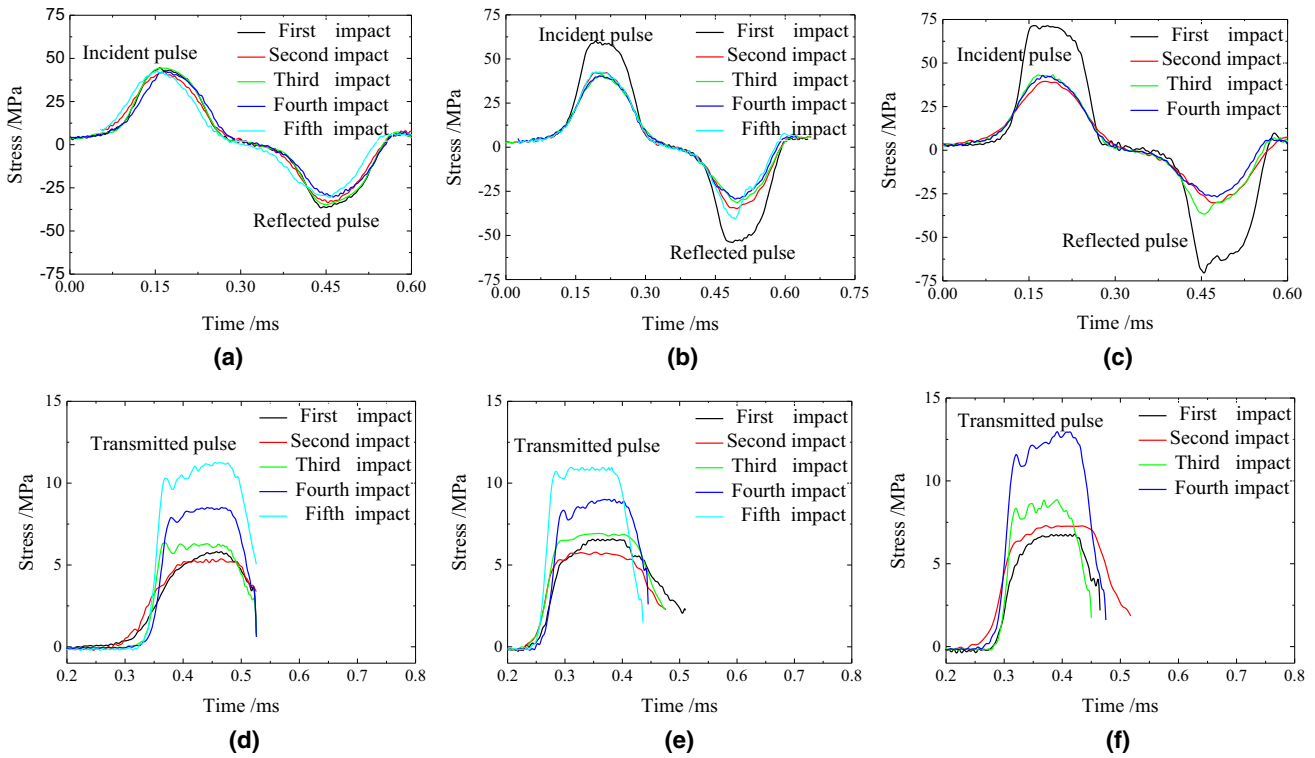 75
50
25
0
-25
-50
-75
Stress /MPa
Incident pulse
Reflected pulse
First impact
Second impact
Third impact
Fourth impact
Fifth impact
0.00 0.15 0.30 0.45 0.60
Time /ms
(a)
75
50
25
0
-25
-50
-75
Stress /MPa
Incident pulse
Reflected pulse
First impact
Second impact
Third impact
Fourth impact
Fifth impact
0.00 0.15 0.30 0.45 0.60 0.75
Time /ms
(b)
75
50
25
0
-25
-50
-75
Stress /MPa
Incident pulse
Reflected pulse
First impact
Second impact
Third impact
Fourth impact
0.00 0.15 0.30 0.45 0.60
Time /ms
(c)
15
10
5
0
Stress /MPa
Transmitted pulse
First impact
Second impact
Third impact
Fourth impact
Fifth impact
0.2 0.3 0.4 0.5 0.6 0.7 0.8
Time /ms
(d)
15
10
5
0
Stress /MPa
Transmitted pulse
First impact
Second impact
Third impact
Fourth impact
Fifth impact
0.2 0.3 0.4 0.5 0.6 0.7 0.8
Time /ms
(e)
15
10
5
0
Stress /MPa
Transmitted pulse
First impact
Second impact
Third impact
Fourth impact
0.2 0.3 0.4 0.5 0.6 0.7 0.8
Time /ms
(f)